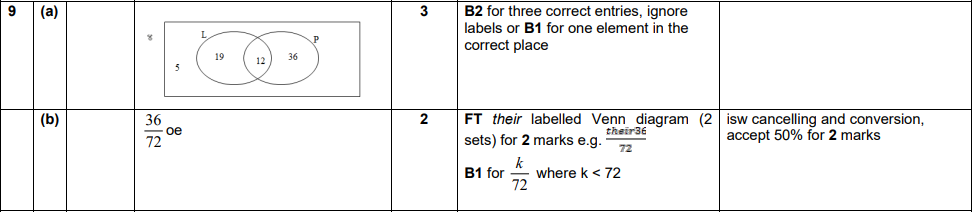 9 (a) 3 B2 for three correct entries, ignore
labels or B1 for one element in the
correct place
L
P
19 12 36
5
(b) 36/72 oe 2 FT their labelled Venn diagram (2 isw cancelling and conversion,
sets) for 2 marks e.g. their36/72 accept 50% for 2 marks
B1 for k/72 where k < 72